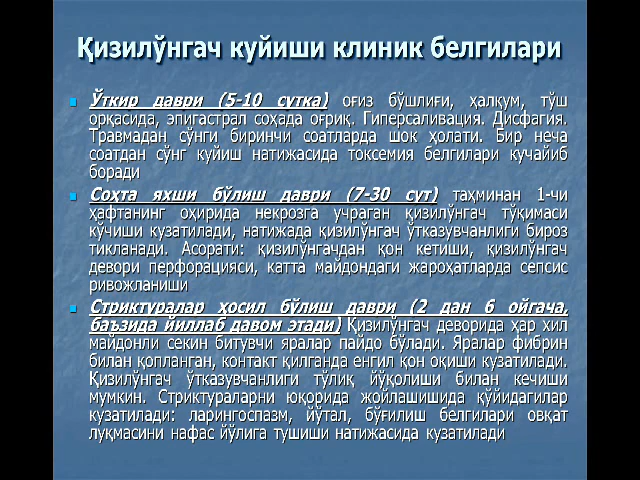 Қизилўнгач куйиши клиник белгилари
Ўткир даври (5-10 сутка) оғиз бўшлиғи, ҳалқум, тўш
орқасида, эпигастрал соҳада оғриқ. Гиперсаливация. Дисфагия.
Травмадан сўнги биринчи соатларда шок ҳолати. Бир неча
соатдан сўнг куйиш натижасида токсемия белгилари кучайиб
боради
Соҳта яхши бўлиш даври (7-30 сут) таҳминан 1-чи
ҳафтанинг оҳирида некрозга учраган қизилўнгач тўқимаси
кўчиши кузатилади, натижада қизилўнгач ўтказувчанлиги бироз
тикланади. Асорати: қизилўнгачдан қон кетиши, қизилўнгач
девори перфорацияси, катта майдондаги жароҳатларда сепсис
ривожланиши
Стриктуралар ҳосил бўлиш даври (2 дан 6 ойгача,
баъзида йиллаб давом этади) Қизилўнгач деворида ҳар хил
майдонли секин битувчи яралар пайдо бўлади. Яралар фибрин
билан қопланган, контакт қилганда енгил қон оқиши кузатилади.
Қизилўнгач ўтказувчанлиги тўлиқ йўқолиши билан кечиши
мумкин. Стриктураларни юқорида жойлашишида қўйидагилар
кузатилади: ларингоспазм, йўтал, бўғилиш белгилари овқат
луқмасини нафас йўлига тушиши натижасида кузатилади